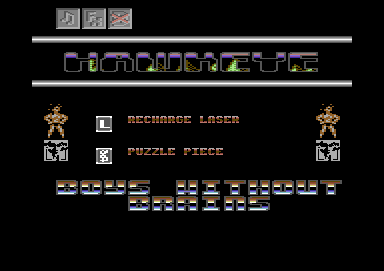 HAWKEYE
L RECHARGE LASER
PUZZLE PIECE
BOYS WITHOUT
BRAINS